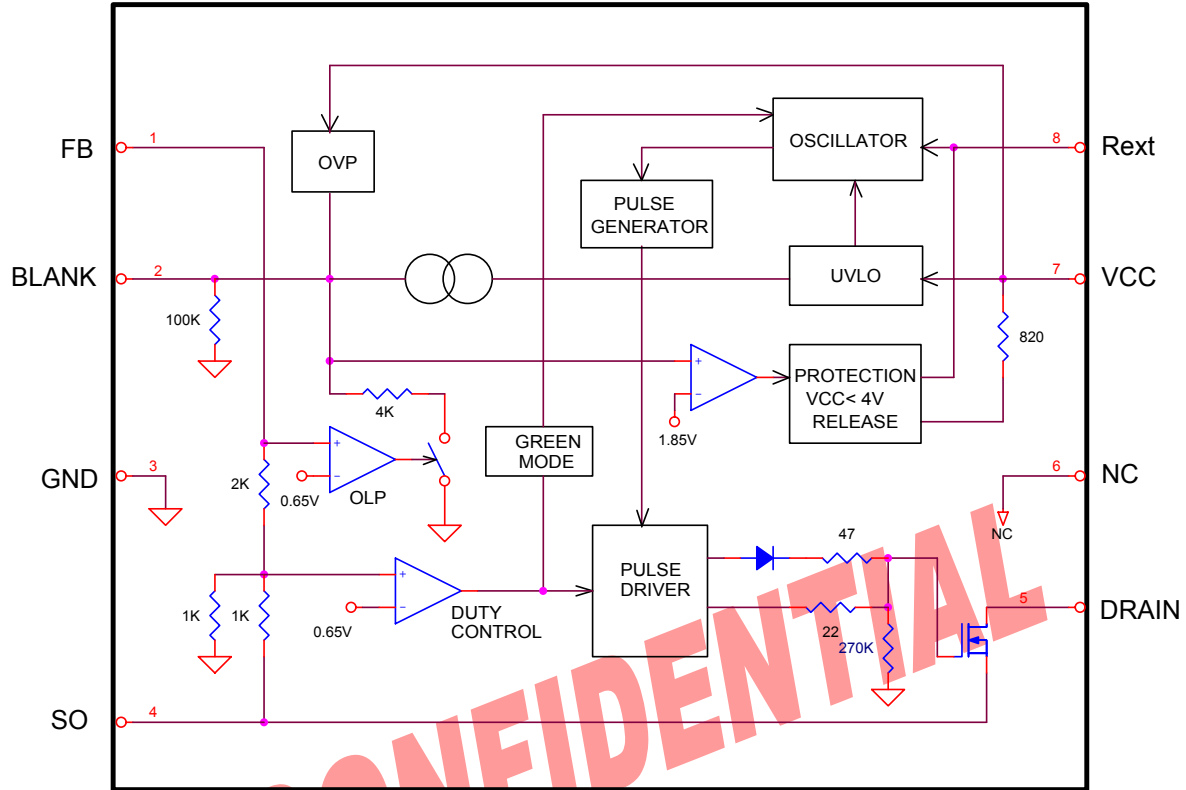 FB
1
BLANK
2
GND
3
SO
4
Rext
8
VCC
7
NC
6
DRAIN
5
OVP
OSCILLATOR
PULSE
GENERATOR
UVLO
100K
820
PROTECTION
VCC< 4V
RELEASE
1.85V
4K
GREEN
MODE
2K
0.65V
OLP
NC
47
PULSE
DRIVER
1K
1K
0.65V
DUTY
CONTROL
22
270K
CONFIDENTIAL